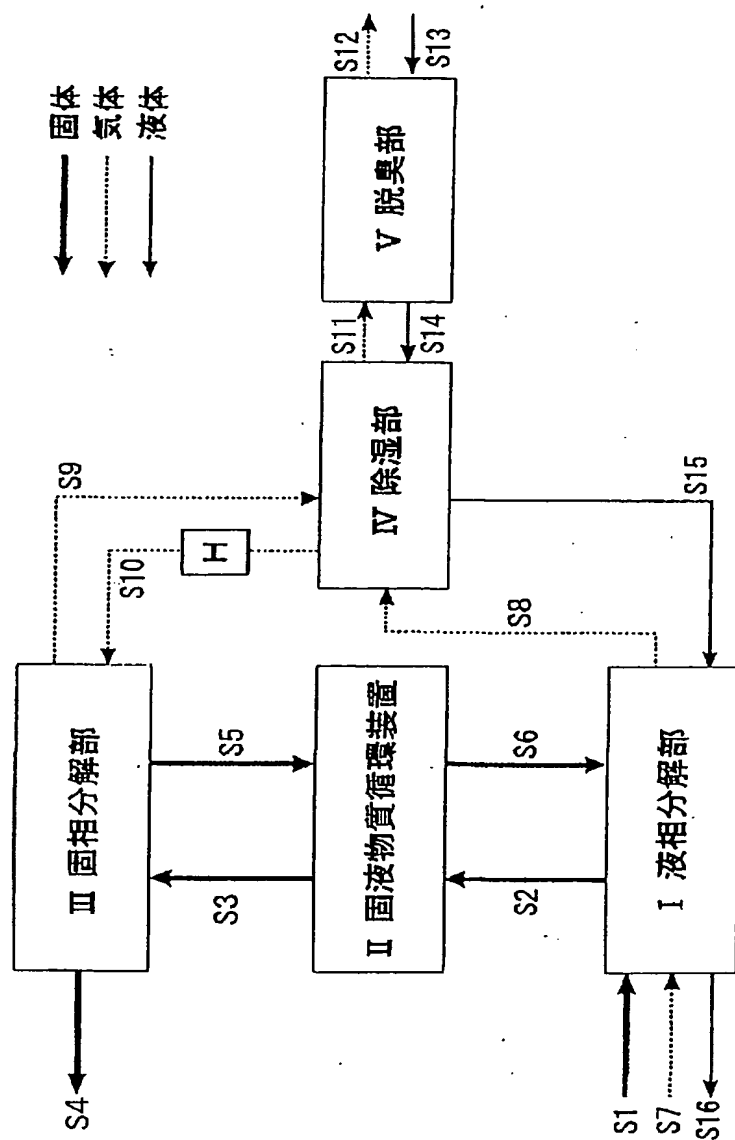 固体
気体
液体
S12
S13
V 脱臭部
S11
S14
S9
S10
H
IV 除湿部
S15
S8
III 固相分解部
S5
S3
S4
II 固液物質循環装置
S6
S2
I 液相分解部
S1
S7
S16